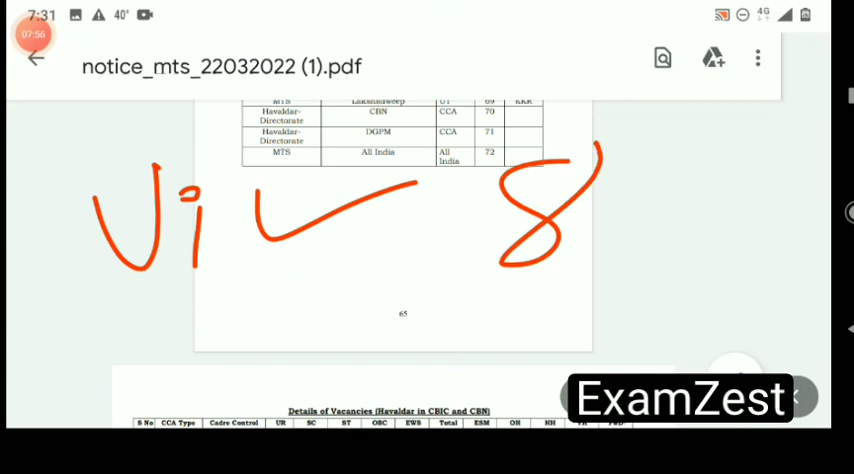 7:31 40° 4G
07:56
notice_mts_22032022 (1).pdf
MTS Lakshadweep UT 69 KKR
Havaldar- CBN CCA 70
Directorate
Havaldar- DGPM CCA 71
Directorate
MTS All India All 72
India
Vi 8
65
ExamZest
Details of Vacancies (Havaldar in CBIC and CBN)
S No CCA Type Cadre Control UR SC ST OBC EWS Total ESM OH HH VH PwD-